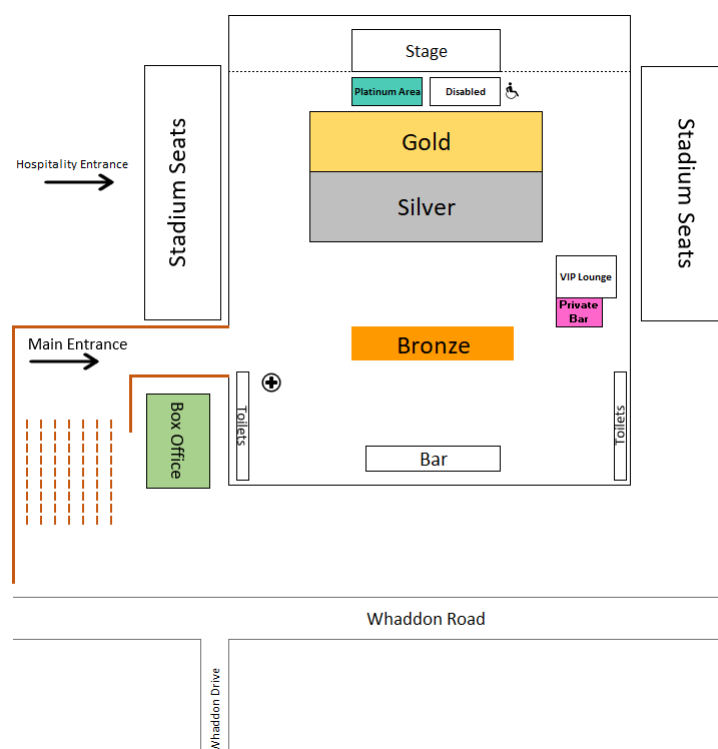 Stage
Platinum Area
Disabled
Gold
Stadium Seats
Stadium Seats
Hospitality Entrance
Silver
VIP Lounge
Private
Bar
Main Entrance
Bronze
Box Office
Toilets
Toilets
Bar
Whaddon Road
Whaddon Drive